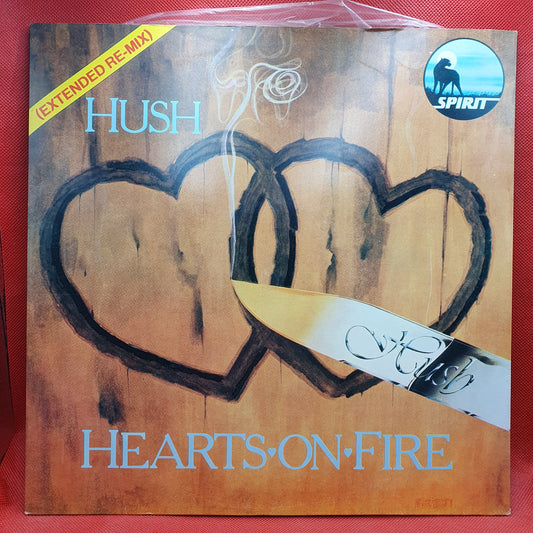 (EXTENDED RE-MIX)
HUSH
SPIRIT
Hush
HEARTS♥ON♥FIRE